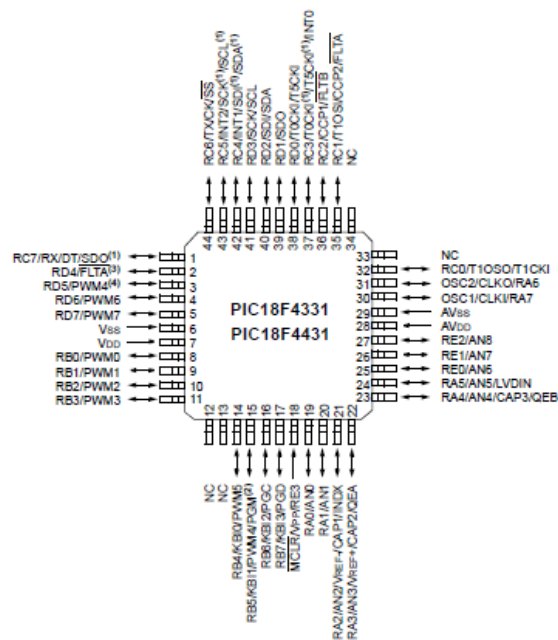 RC6/TX/CK/SS
RC5/INT2/SCK(1)/SCL(1)
RC4/INT1/SDI(1)/SDA(1)
RD3/SCK/SCL
RD2/SDI/SDA
RD1/SDO
RD0/T0CKI/T5CKI
RC3/T0CKI(1)/T5CKI(1)/INT0
RC2/CCP1/FLTB
RC1/T1OSI/CCP2/FLTA
NC
44
43
42
41
40
39
38
37
36
35
34
RC7/RX/DT/SDO(1) 1
RD4/FLTA(3) 2
RD5/PWM4(4) 3
RD6/PWM6 4
RD7/PWM7 5
VSS 6
VDD 7
RB0/PWM0 8
RB1/PWM1 9
RB2/PWM2 10
RB3/PWM3 11
PIC18F4331
PIC18F4431
33 NC
32 RC0/T1OSO/T1CKI
31 OSC2/CLKO/RA6
30 OSC1/CLKI/RA7
29 AVSS
28 AVDD
27 RE2/AN8
26 RE1/AN7
25 RE0/AN6
24 RA5/AN5/LVDIN
23 RA4/AN4/CAP3/QEB
12
13
14
15
16
17
18
19
20
21
22
NC
NC
RB4/KBI0/PWM5
RB5/KBI1/PWM4/PGM(2)
RB6/KBI2/PGC
RB7/KBI3/PGD
MCLR/VPP/RE3
RA0/AN0
RA1/AN1
RA2/AN2/VREF-/CAP1/INDX
RA3/AN3/VREF+/CAP2/QEA